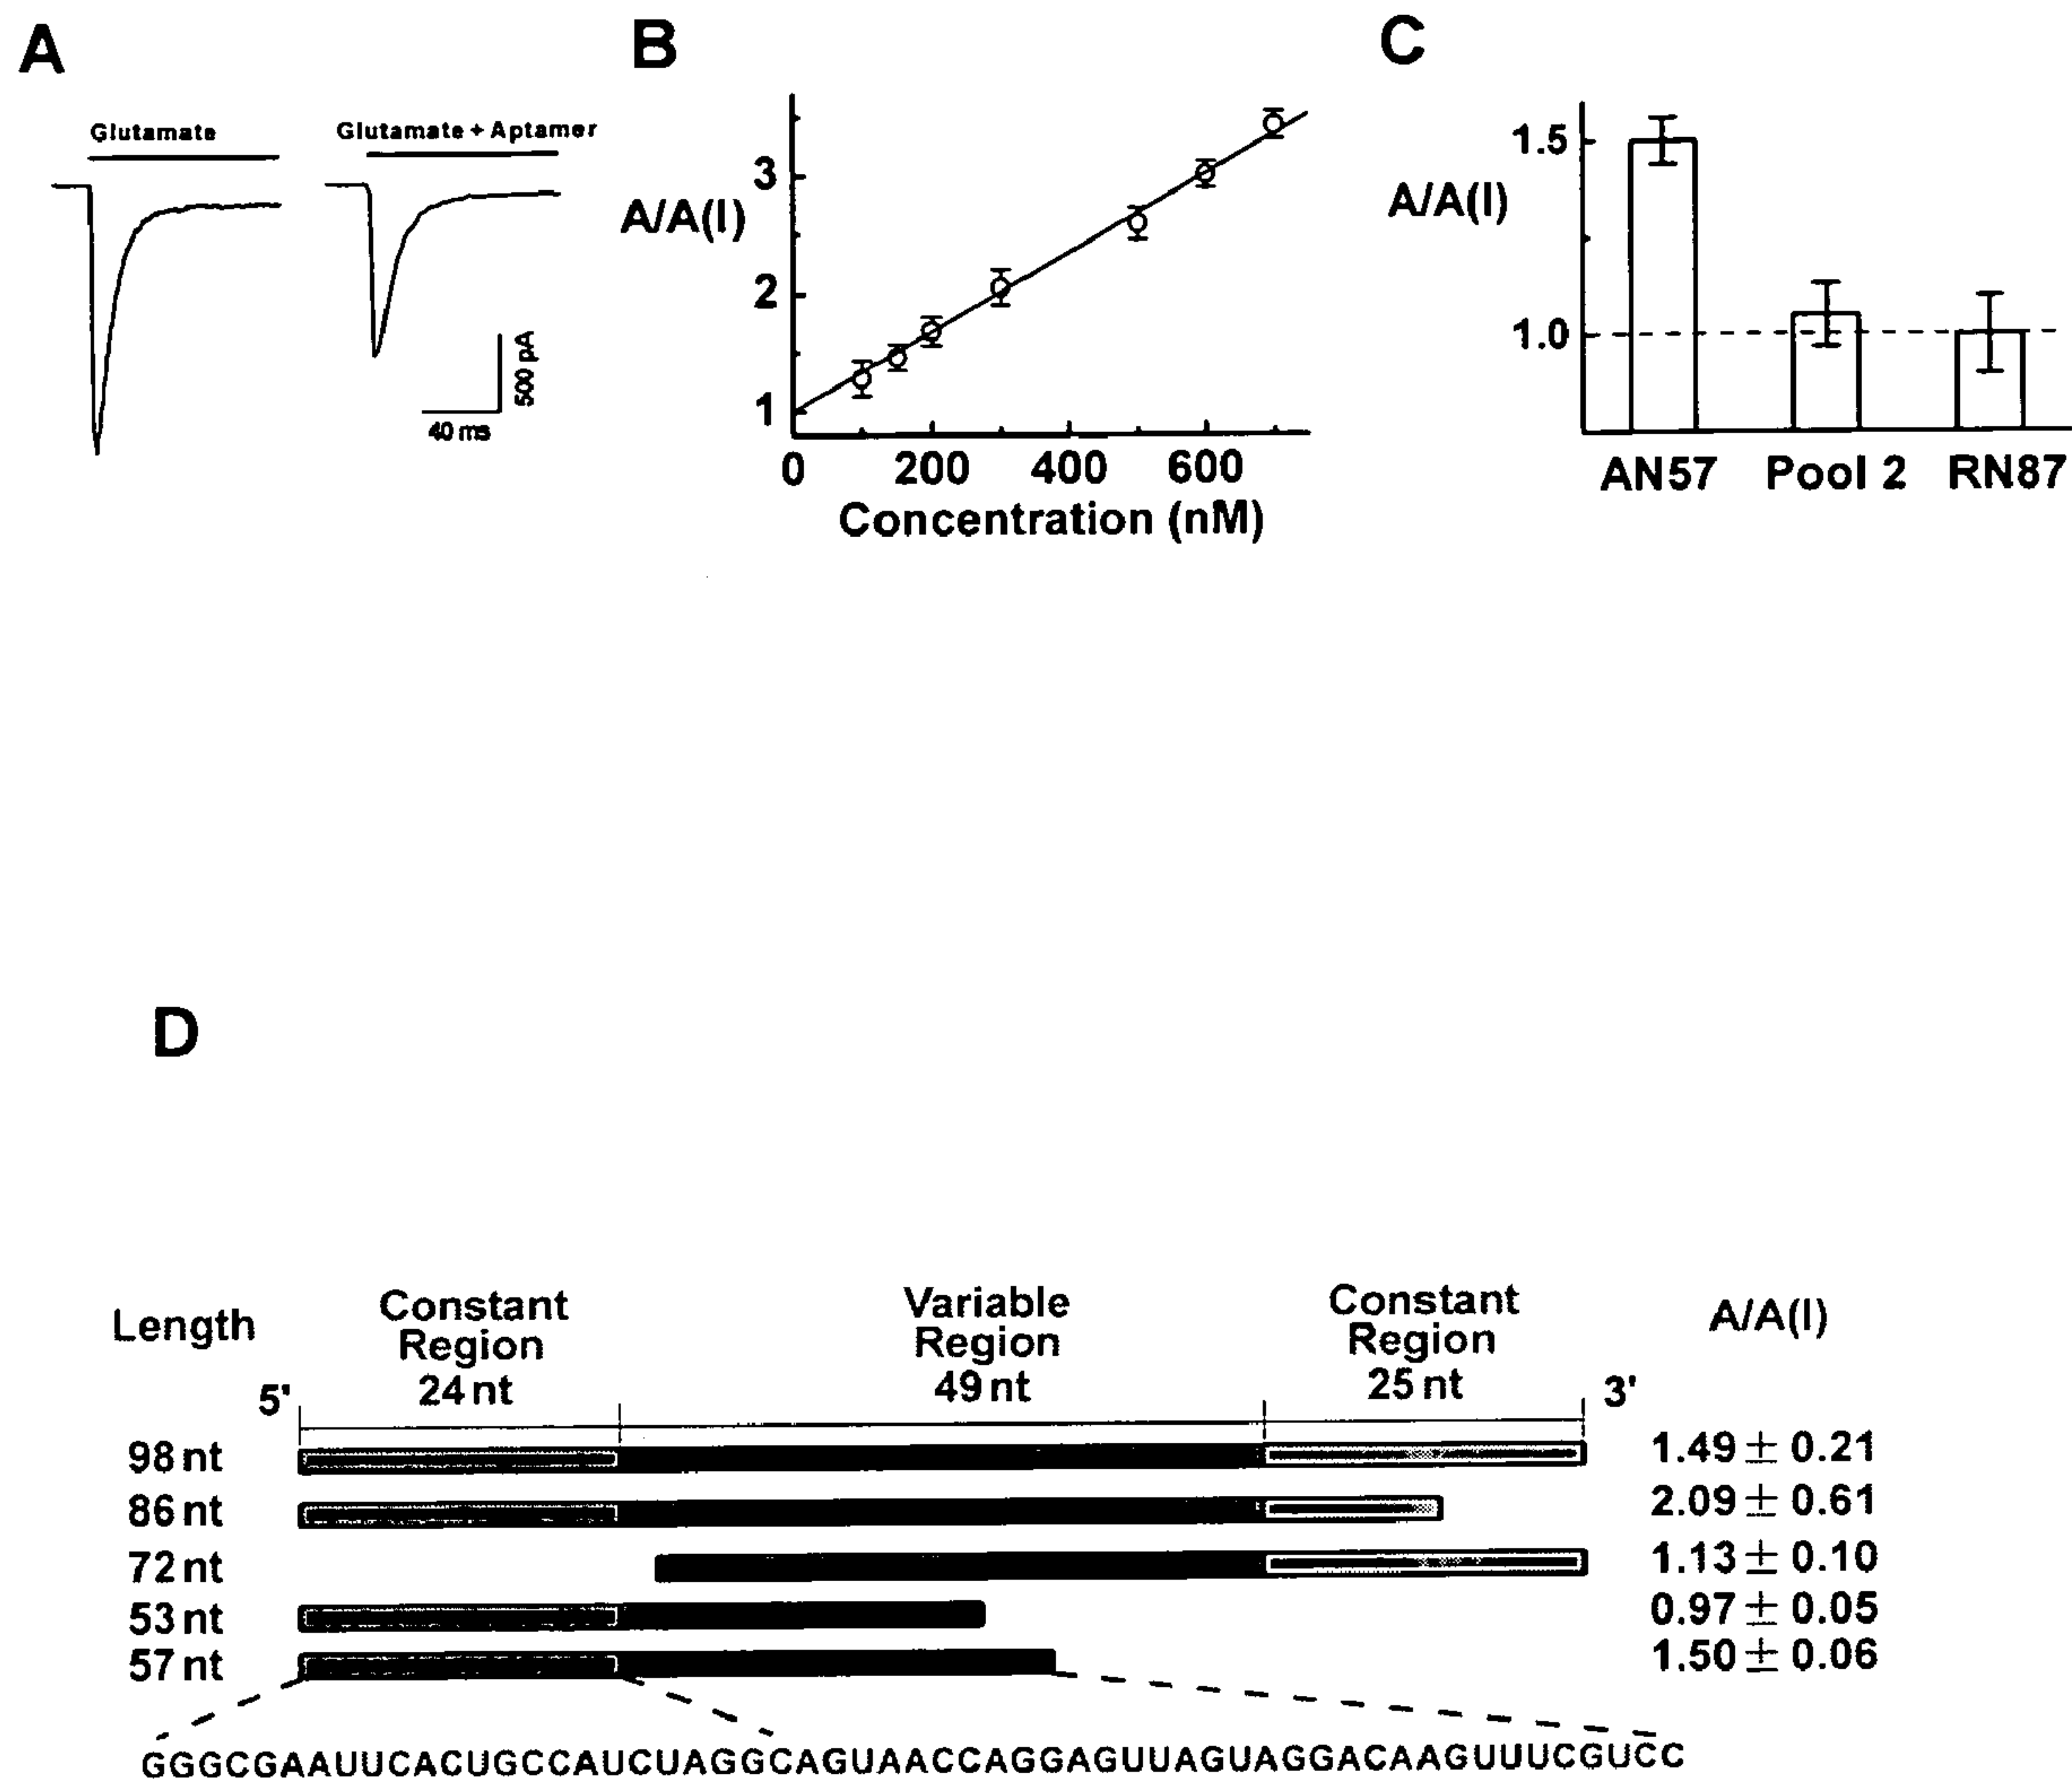 A
Glutamate
Glutamate + Aptamer
500 pA
40 ms
B
3
A/A(I)
2
1
0 200 400 600
Concentration (nM)
C
1.5
A/A(I)
1.0
AN57 Pool 2 RN87
D
Length
Constant Region 24 nt
Variable Region 49 nt
Constant Region 25 nt
A/A(I)
5' 3'
98 nt 1.49 ± 0.21
86 nt 2.09 ± 0.61
72 nt 1.13 ± 0.10
53 nt 0.97 ± 0.05
57 nt 1.50 ± 0.06
GGGCGAAUUCACUGCCAUCUAGGCAGUAACCAGGAGUUAGUAGGACAAGUUUCGUCC